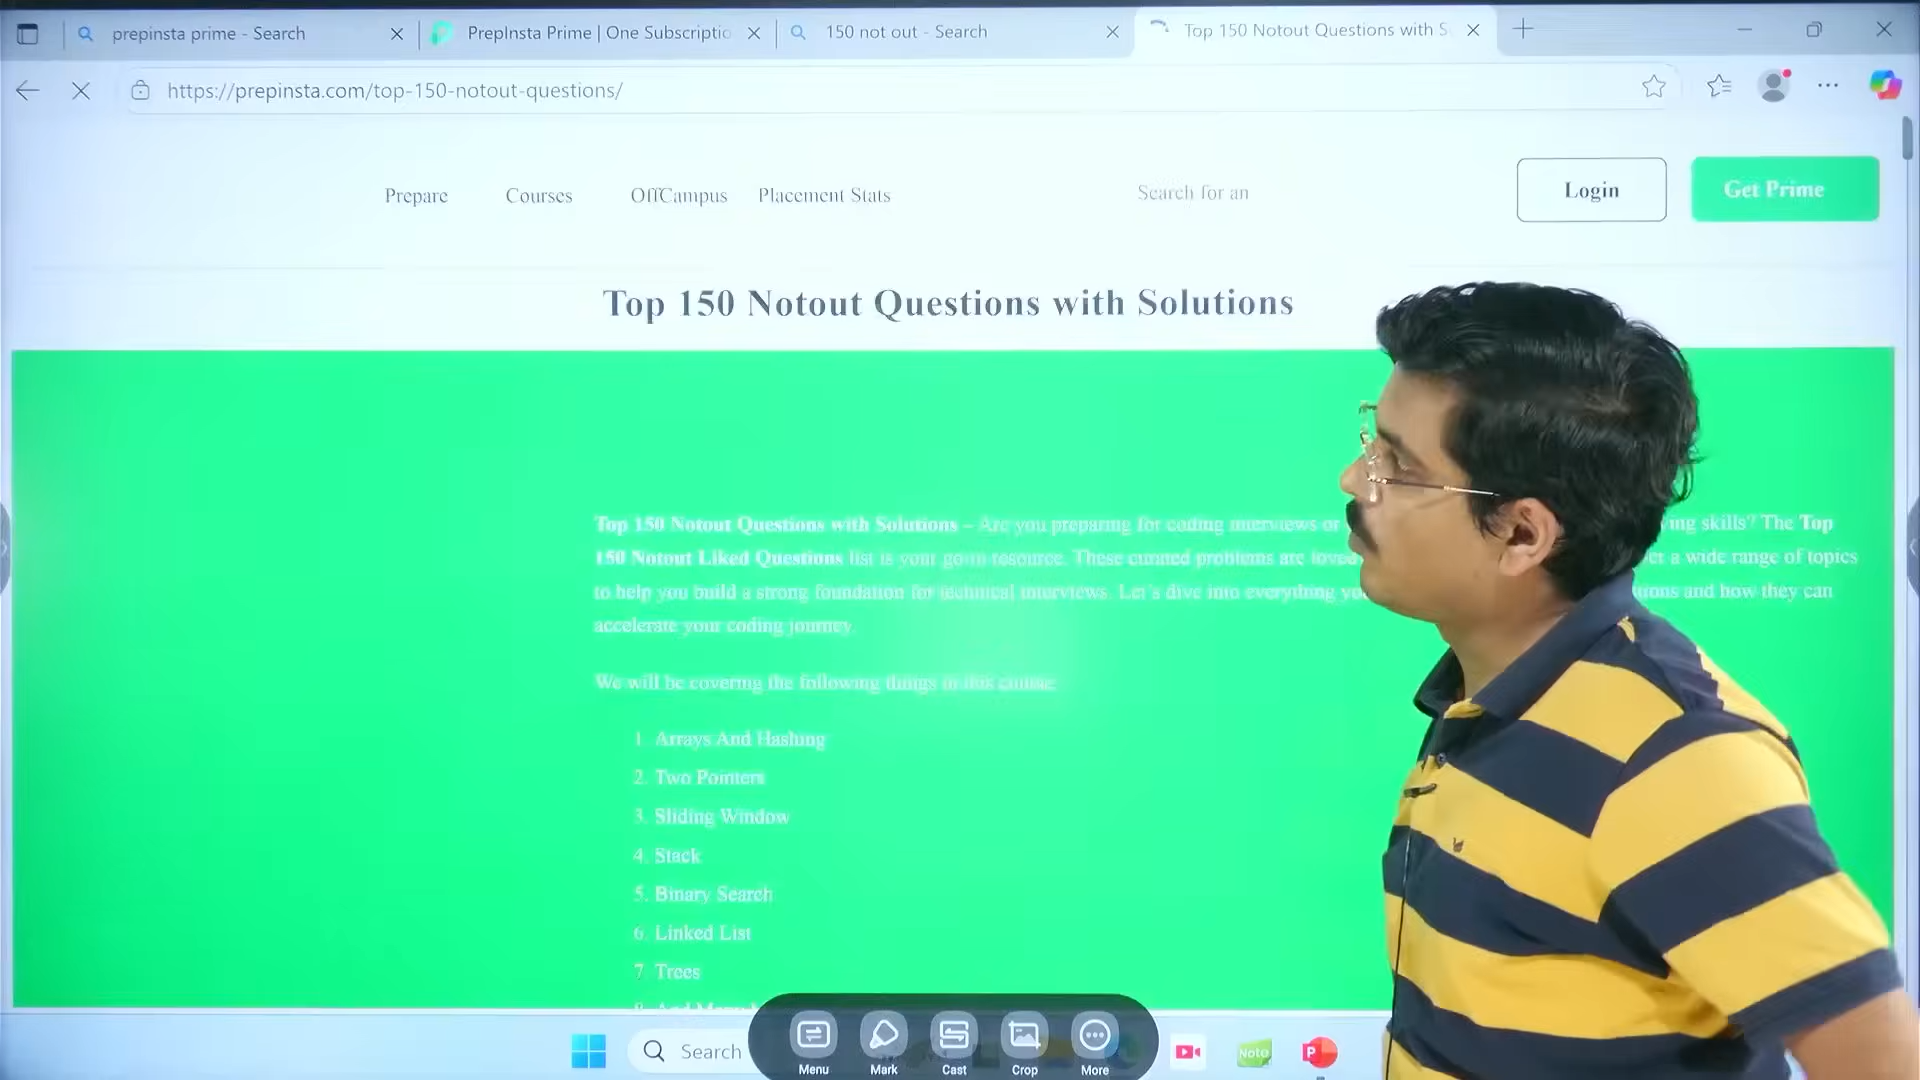 prepinsta prime - Search
PrepInsta Prime | One Subscriptio
150 not out - Search
Top 150 Notout Questions with S
https://prepinsta.com/top-150-notout-questions/
Prepare
Courses
OffCampus
Placement Stats
Search for an
Login
Get Prime
Top 150 Notout Questions with Solutions
Top 150 Notout Questions with Solutions – Are you preparing for coding interviews or ing skills? The Top
150 Notout Liked Questions list is your go-to resource. These curated problems are loved er a wide range of topics
to help you build a strong foundation for technical interviews. Let's dive into everything yo tions and how they can
accelerate your coding journey.
We will be covering the following things in this course:
1. Arrays And Hashing
2. Two Pointers
3. Sliding Window
4. Stack
5. Binary Search
6. Linked List
7. Trees
8. And Many
Search
Menu
Mark
Cast
Crop
More
Note
P